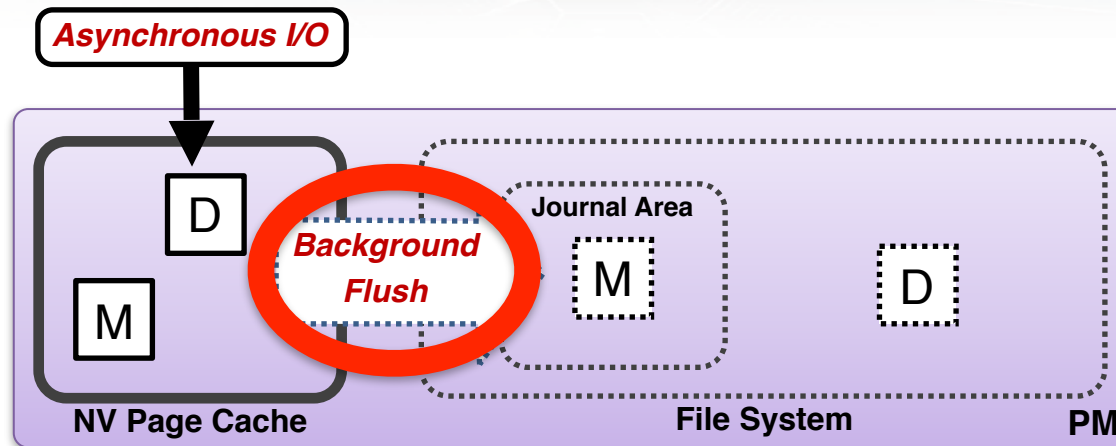 Asynchronous I/O
D
M
Background
Flush
Journal Area
M
D
NV Page Cache
File System
PM